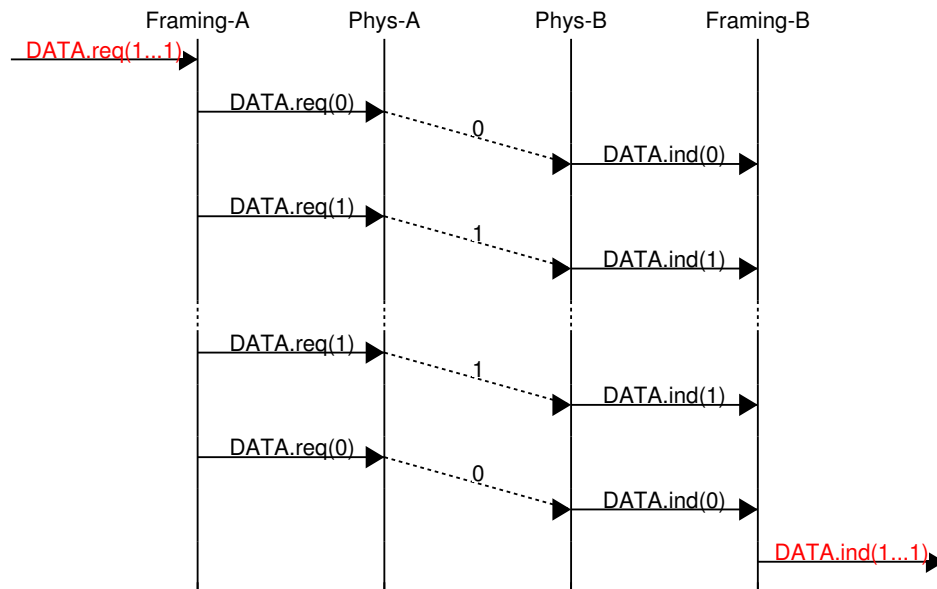 Framing-A Phys-A Phys-B Framing-B
DATA.req(1...1)
DATA.req(0)
0
DATA.ind(0)
DATA.req(1)
1
DATA.ind(1)
DATA.req(1)
1
DATA.ind(1)
DATA.req(0)
0
DATA.ind(0)
DATA.ind(1...1)